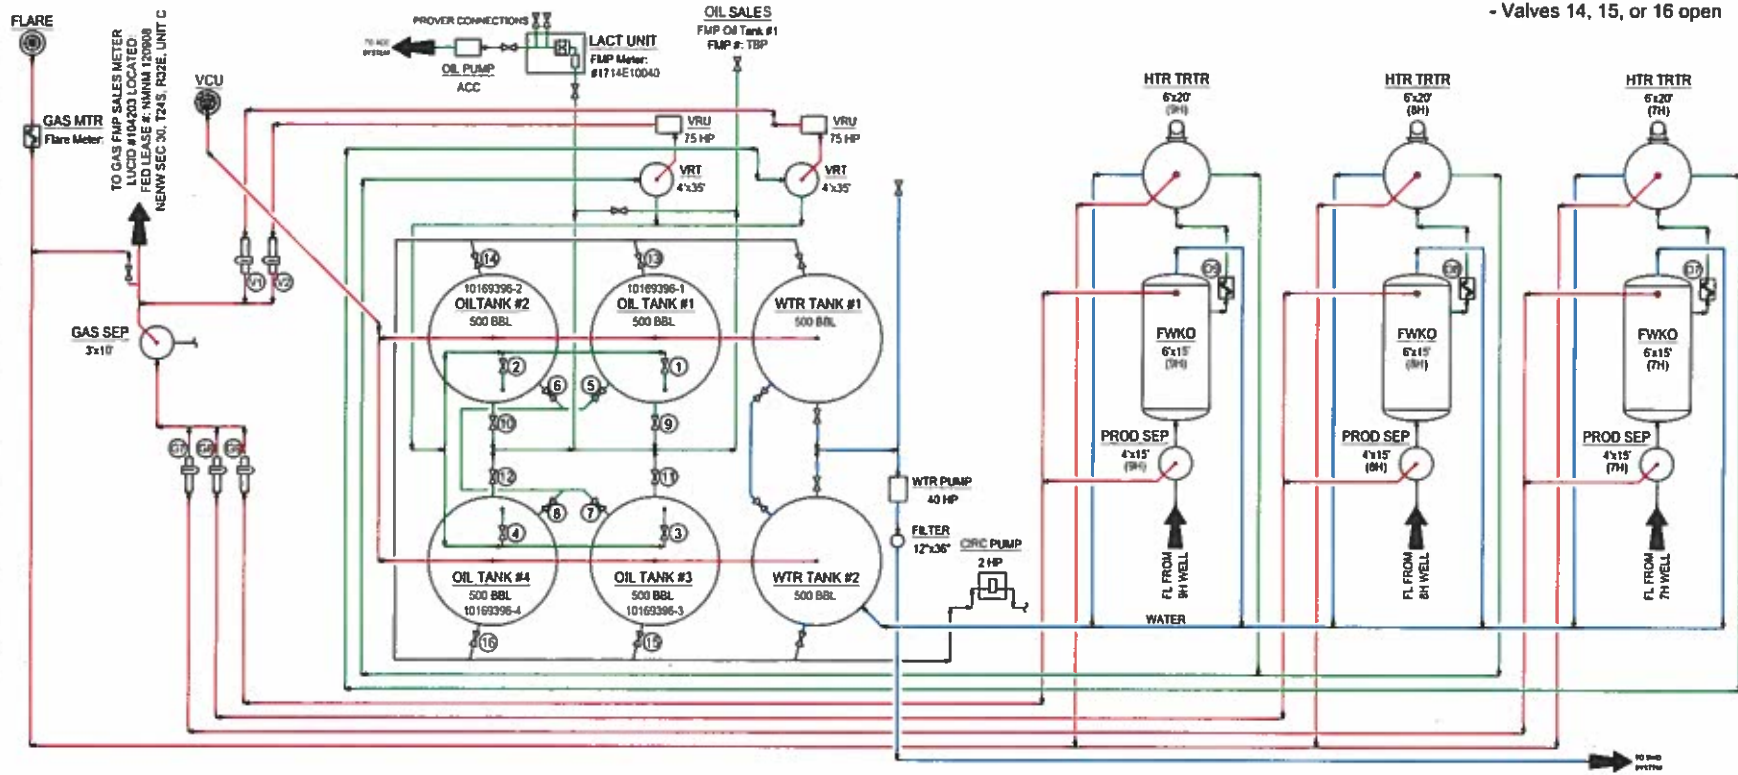 - Valves 14, 15, or 16 open
FLARE
GAS MTR
Flare Meter:
TO GAS FMP SALES METER
LUCID #104203 LOCATED:
FED LEASE #: NMNM 120908
NENW SEC 30, T24S, R32E, UNIT C
VCU
PROVER CONNECTIONS
OIL PUMP
ACC
LACT UNIT
FMP Meter:
#1714E10040
OIL SALES
FMP Oil Tank #1
FMP #: TBP
VRU
75 HP
VRU
75 HP
VRT
4'x35'
VRT
4'x35'
V1
V2
GAS SEP
3'x10'
14
13
10169396-2
OIL TANK #2
500 BBL
10169396-1
OIL TANK #1
500 BBL
WTR TANK #1
500 BBL
2
1
6
5
10
9
12
11
8
7
4
3
OIL TANK #4
500 BBL
10169396-4
OIL TANK #3
500 BBL
10169396-3
WTR TANK #2
500 BBL
16
15
WTR PUMP
40 HP
FILTER
12"x36"
CIRC PUMP
2 HP
WATER
HTR TRTR
6'x20'
(9H)
HTR TRTR
6'x20'
(8H)
HTR TRTR
6'x20'
(7H)
FWKO
6'x15'
(9H)
FWKO
6'x15'
(8H)
FWKO
6'x15'
(7H)
PROD SEP
4'x15'
(9H)
PROD SEP
4'x15'
(8H)
PROD SEP
4'x15'
(7H)
FL FROM
9H WELL
FL FROM
8H WELL
FL FROM
7H WELL